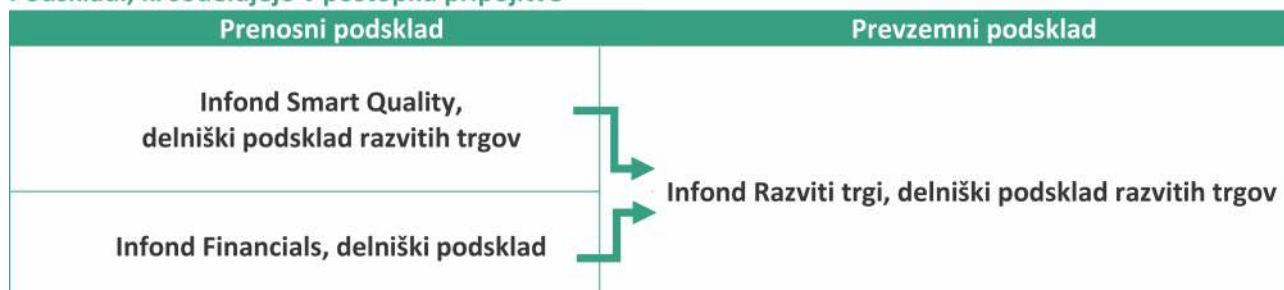 Prenosni podsklad
Prevzemni podsklad
Infond Smart Quality,
delniški podsklad razvitih trgov
Infond Razviti trgi, delniški podsklad razvitih trgov
Infond Financials, delniški podsklad